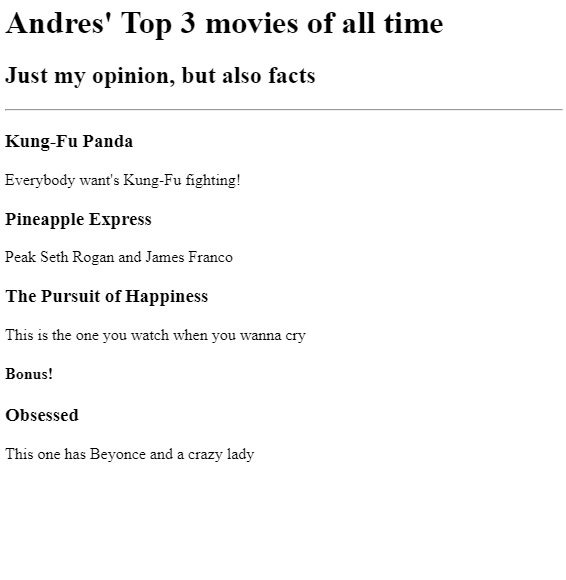 Andres' Top 3 movies of all time
Just my opinion, but also facts
Kung-Fu Panda
Everybody want's Kung-Fu fighting!
Pineapple Express
Peak Seth Rogan and James Franco
The Pursuit of Happiness
This is the one you watch when you wanna cry
Bonus!
Obsessed
This one has Beyonce and a crazy lady